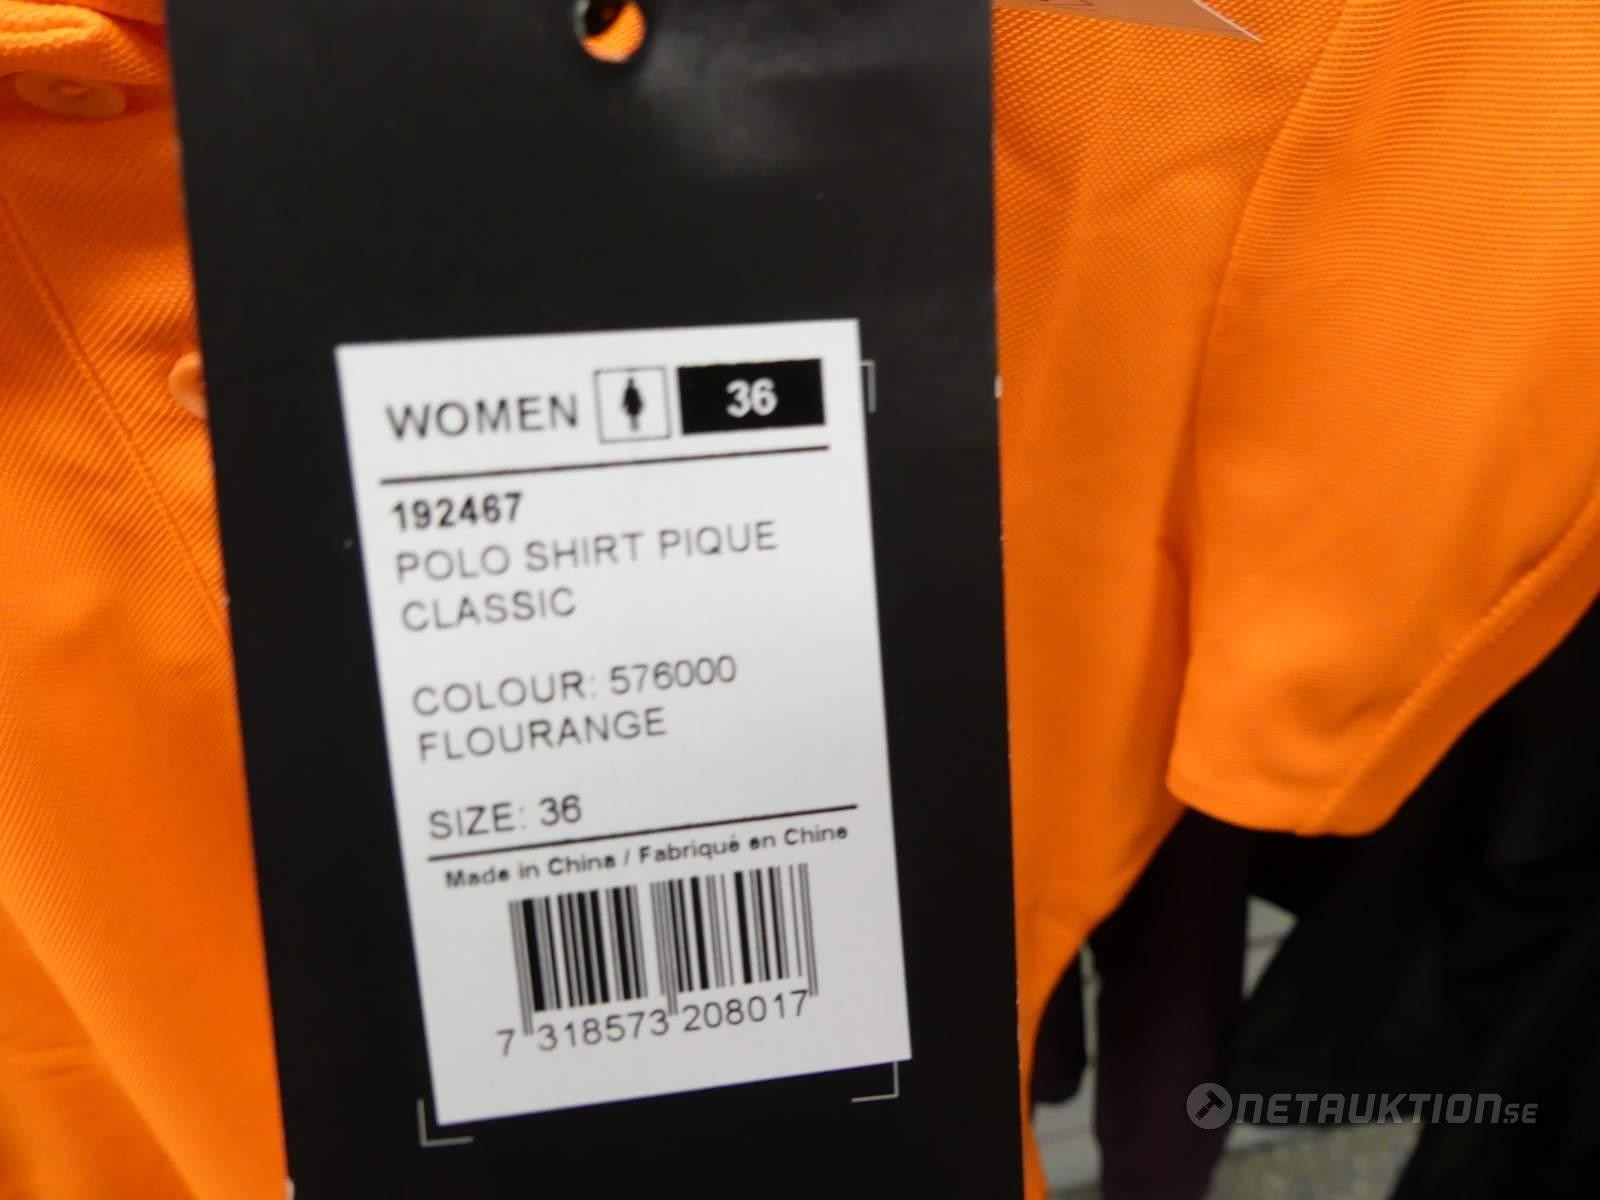 WOMEN 36
192467
POLO SHIRT PIQUE
CLASSIC
COLOUR: 576000
FLOURANGE
SIZE: 36
Made in China / Fabriqué en Chine
7 318573 208017
NETAUKTION.SE